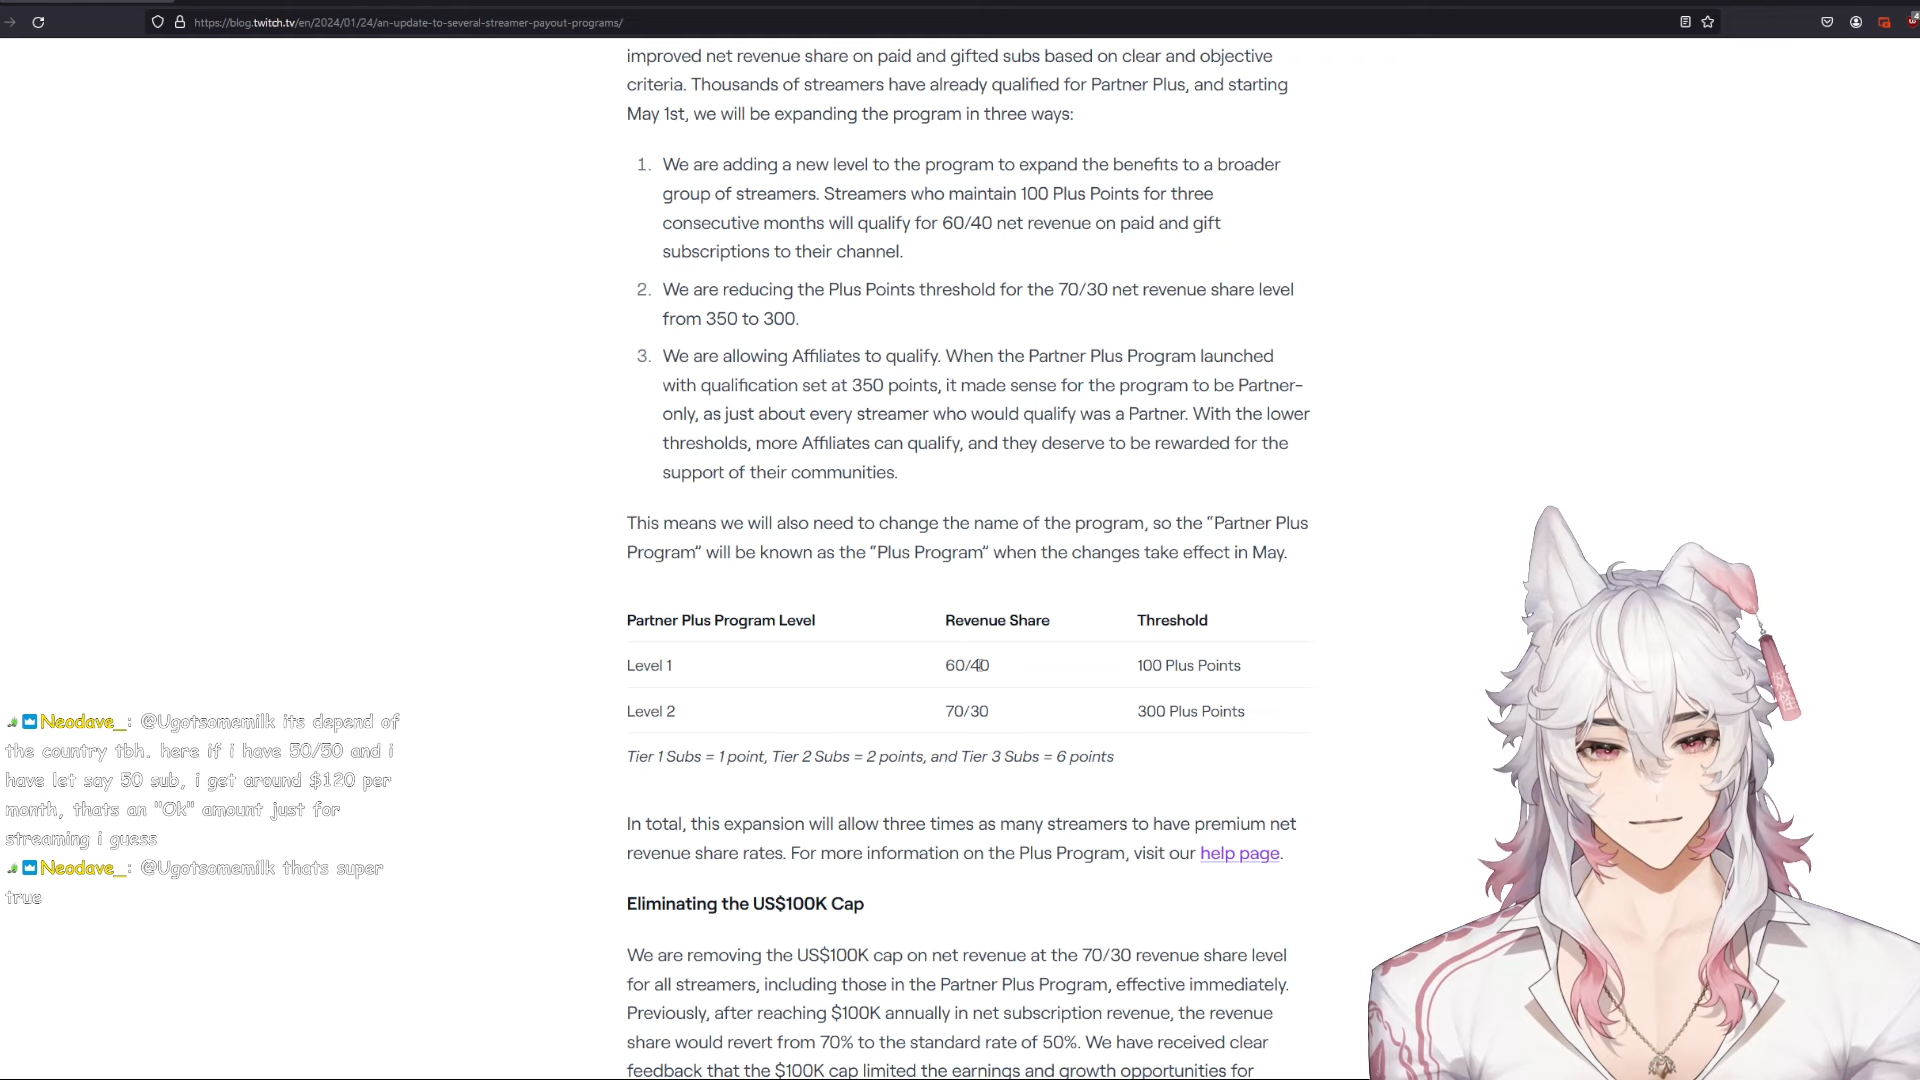 https://blog.twitch.tv/en/2024/01/24/an-update-to-several-streamer-payout-programs/
improved net revenue share on paid and gifted subs based on clear and objective
criteria. Thousands of streamers have already qualified for Partner Plus, and starting
May 1st, we will be expanding the program in three ways:
1. We are adding a new level to the program to expand the benefits to a broader
group of streamers. Streamers who maintain 100 Plus Points for three
consecutive months will qualify for 60/40 net revenue on paid and gift
subscriptions to their channel.
2. We are reducing the Plus Points threshold for the 70/30 net revenue share level
from 350 to 300.
3. We are allowing Affiliates to qualify. When the Partner Plus Program launched
with qualification set at 350 points, it made sense for the program to be Partner-
only, as just about every streamer who would qualify was a Partner. With the lower
thresholds, more Affiliates can qualify, and they deserve to be rewarded for the
support of their communities.
This means we will also need to change the name of the program, so the “Partner Plus
Program” will be known as the “Plus Program” when the changes take effect in May.
Partner Plus Program Level Revenue Share Threshold
Level 1 60/40 100 Plus Points
Level 2 70/30 300 Plus Points
Tier 1 Subs = 1 point, Tier 2 Subs = 2 points, and Tier 3 Subs = 6 points
In total, this expansion will allow three times as many streamers to have premium net
revenue share rates. For more information on the Plus Program, visit our help page.
Eliminating the US$100K Cap
We are removing the US$100K cap on net revenue at the 70/30 revenue share level
for all streamers, including those in the Partner Plus Program, effective immediately.
Previously, after reaching $100K annually in net subscription revenue, the revenue
share would revert from 70% to the standard rate of 50%. We have received clear
feedback that the $100K cap limited the earnings and growth opportunities for
Neodave_: @Ugotsomemilk its depend of
the country tbh. here if i have 50/50 and i
have let say 50 sub, i get around $120 per
month, thats an "Ok" amount just for
streaming i guess
Neodave_: @Ugotsomemilk thats super
true
妖怪